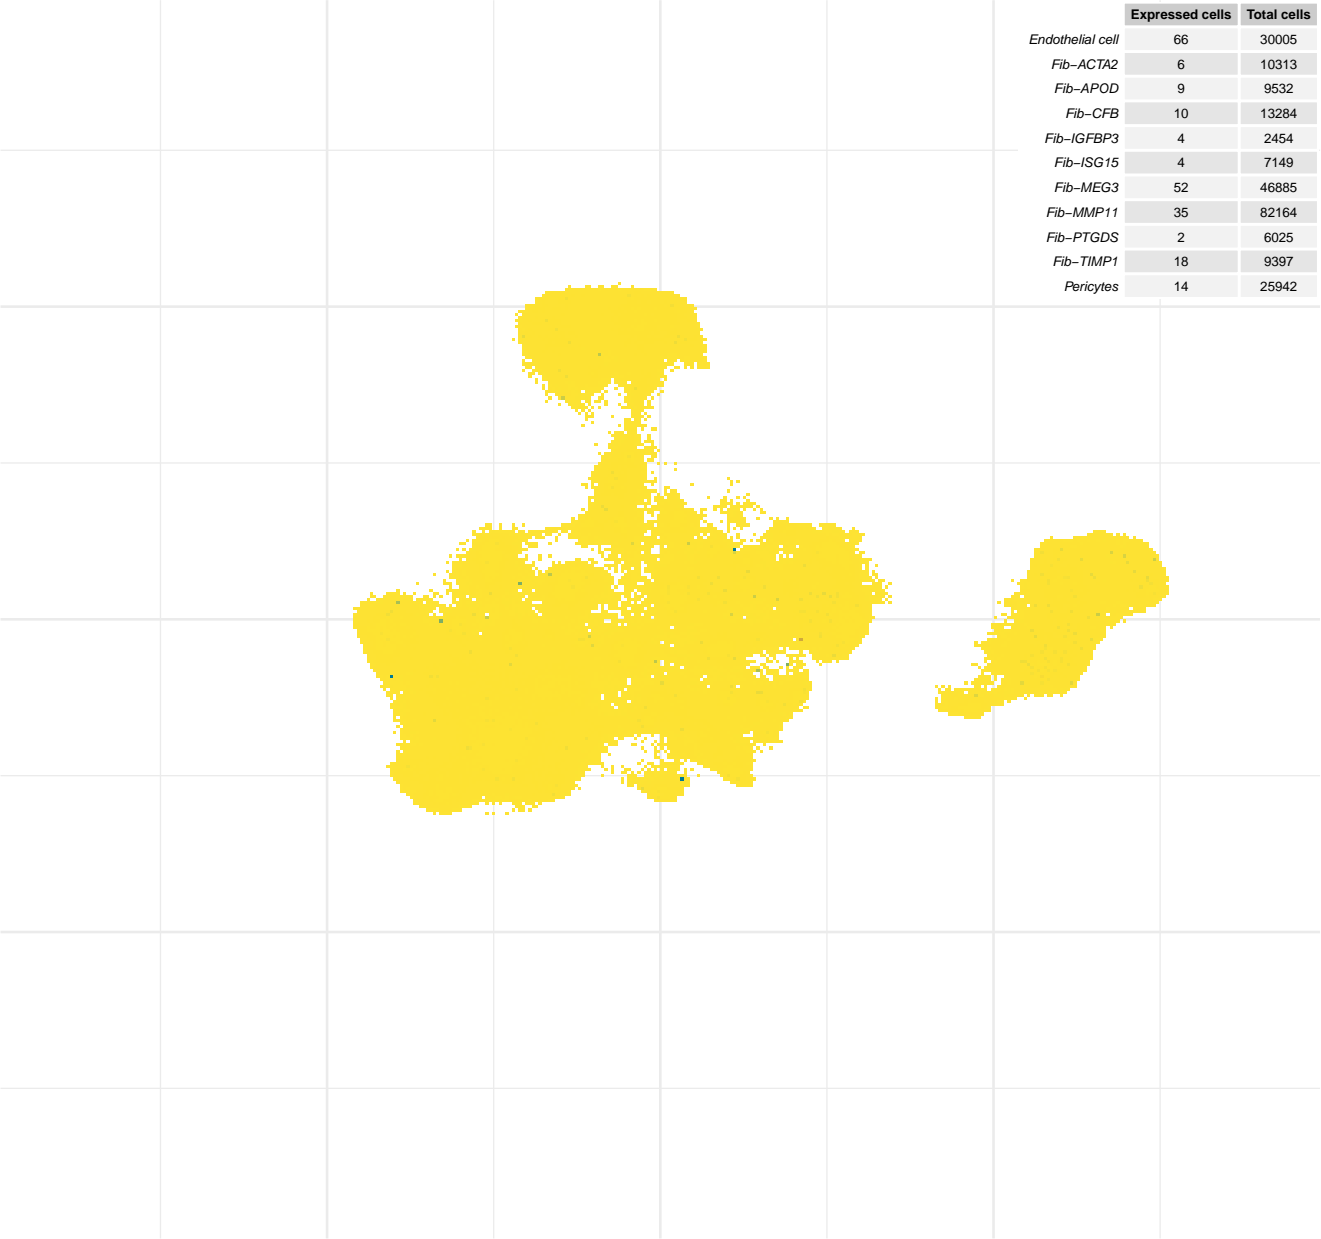 Expressed cells Total cells
Endothelial cell 66 30005
Fib−ACTA2 6 10313
Fib−APOD 9 9532
Fib−CFB 10 13284
Fib−IGFBP3 4 2454
Fib−ISG15 4 7149
Fib−MEG3 52 46885
Fib−MMP11 35 82164
Fib−PTGDS 2 6025
Fib−TIMP1 18 9397
Pericytes 14 25942